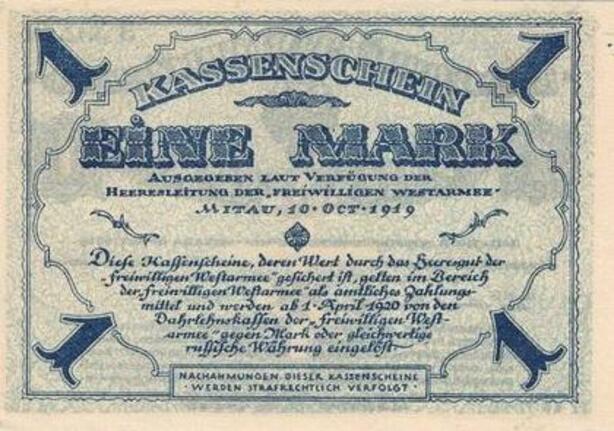 1 1
KASSENSCHEIN
EINE MARK
AUSGEGEBEN LAUT VERFÜGUNG DER
HEERESLEITUNG DER „FREIWILLIGEN WESTARMEE“
MITAU, 10·OCT·1919
Diese Kassenscheine, deren Wert durch das Heeresgut der
„freiwilligen Westarmee“ gesichert ist, gelten im Bereich
der „freiwilligen Westarmee“ als amtliches Zahlungs-
mittel und werden ab 1·April 1920 von den
Darlehnskassen der „freiwilligen West-
armee“ gegen Mark oder gleichwertige
russische Währung eingelöst·
1 1
NACHAHMUNGEN DIESER KASSENSCHEINE
· WERDEN STRAFRECHTLICH VERFOLGT ·